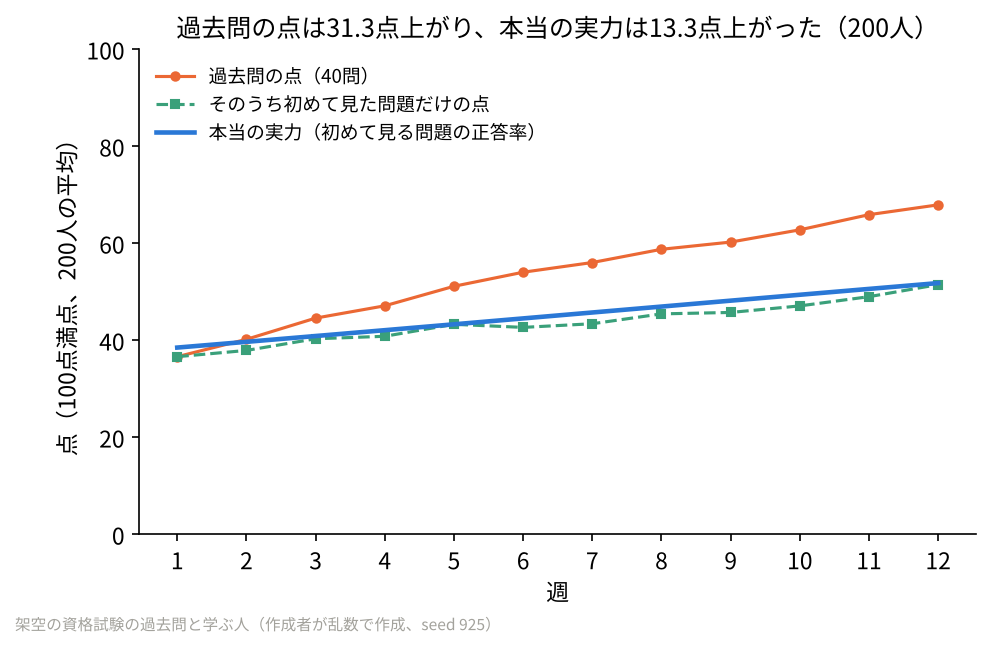 過去問の点は31.3点上がり、本当の実力は13.3点上がった（200人）
100
80
60
40
20
0
点（100点満点、200人の平均）
過去問の点（40問）
そのうち初めて見た問題だけの点
本当の実力（初めて見る問題の正答率）
1 2 3 4 5 6 7 8 9 10 11 12
週
架空の資格試験の過去問と学ぶ人（作成者が乱数で作成、seed 925）